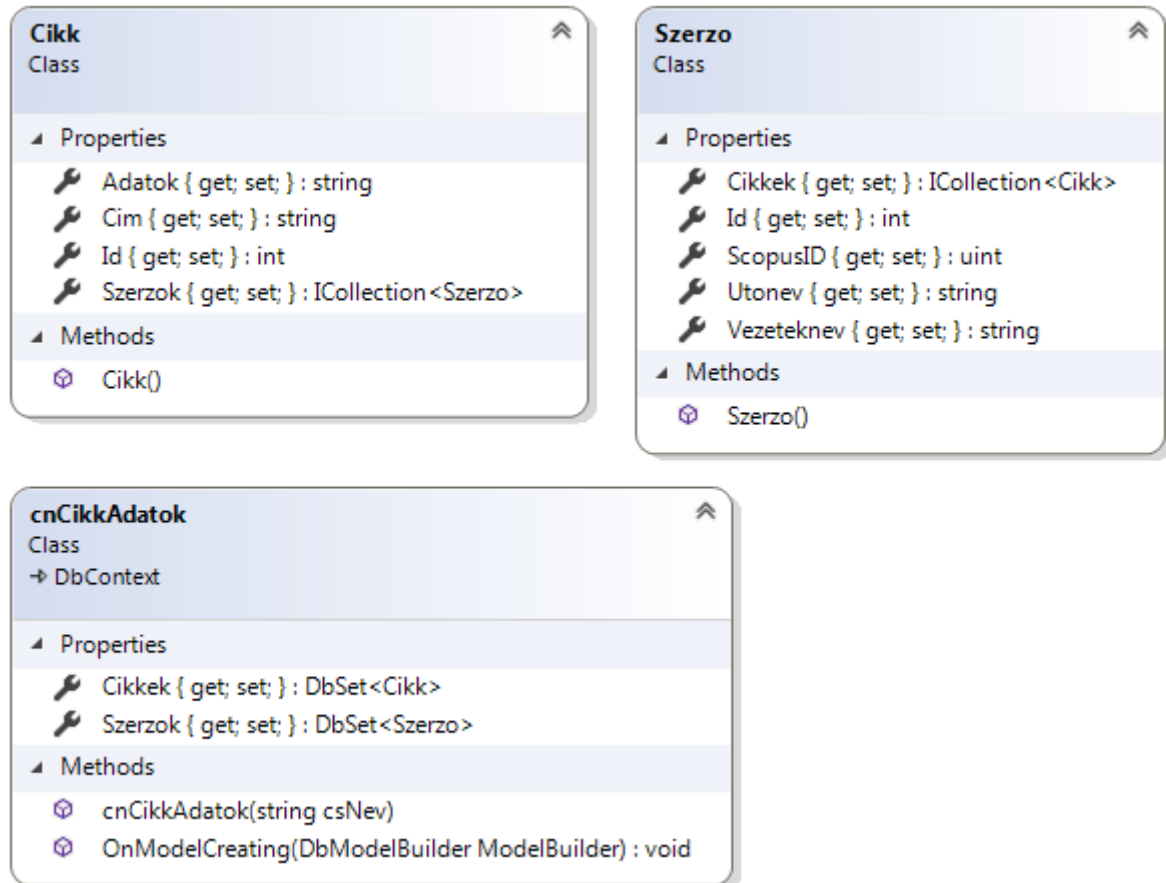 Cikk
Class
Properties
Adatok { get; set; } : string
Cim { get; set; } : string
Id { get; set; } : int
Szerzok { get; set; } : ICollection<Szerzo>
Methods
Cikk()
Szerzo
Class
Properties
Cikkek { get; set; } : ICollection<Cikk>
Id { get; set; } : int
ScopusID { get; set; } : uint
Utonev { get; set; } : string
Vezeteknev { get; set; } : string
Methods
Szerzo()
cnCikkAdatok
Class
DbContext
Properties
Cikkek { get; set; } : DbSet<Cikk>
Szerzok { get; set; } : DbSet<Szerzo>
Methods
cnCikkAdatok(string csNev)
OnModelCreating(DbModelBuilder ModelBuilder) : void